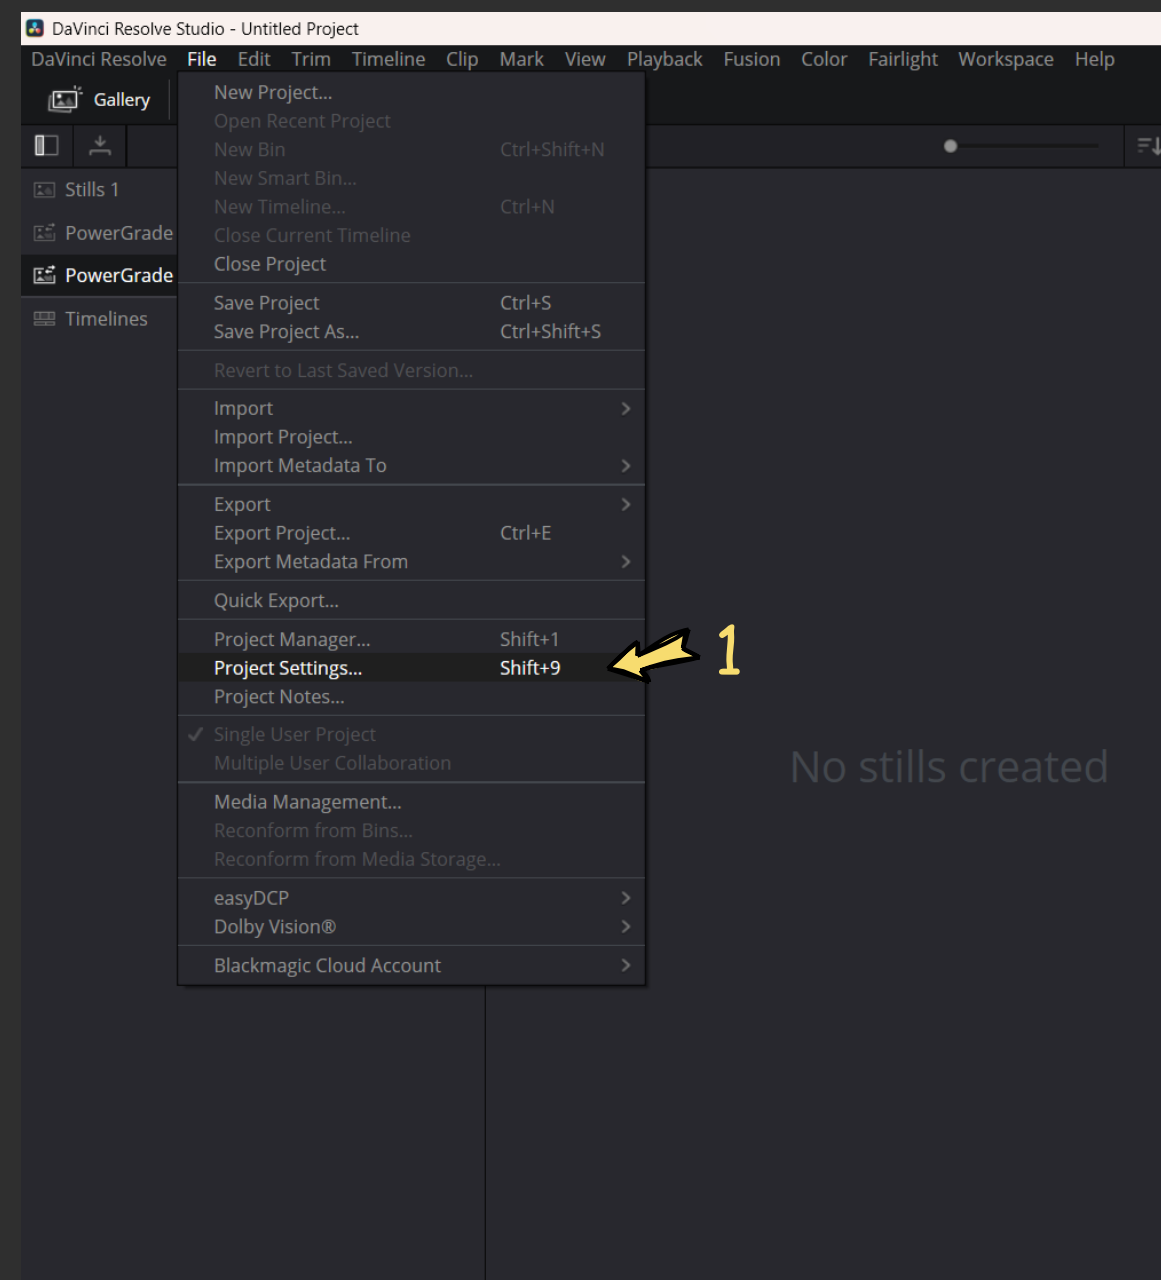 DaVinci Resolve Studio - Untitled Project
DaVinci Resolve File Edit Trim Timeline Clip Mark View Playback Fusion Color Fairlight Workspace Help
Gallery
Stills 1
PowerGrade
PowerGrade
Timelines
New Project...
Open Recent Project
New Bin Ctrl+Shift+N
New Smart Bin...
New Timeline... Ctrl+N
Close Current Timeline
Close Project
Save Project Ctrl+S
Save Project As... Ctrl+Shift+S
Revert to Last Saved Version...
Import
Import Project...
Import Metadata To
Export
Export Project... Ctrl+E
Export Metadata From
Quick Export...
Project Manager... Shift+1
Project Settings... Shift+9
Project Notes...
Single User Project
Multiple User Collaboration
Media Management...
Reconform from Bins...
Reconform from Media Storage...
easyDCP
Dolby Vision®
Blackmagic Cloud Account
1
No stills created